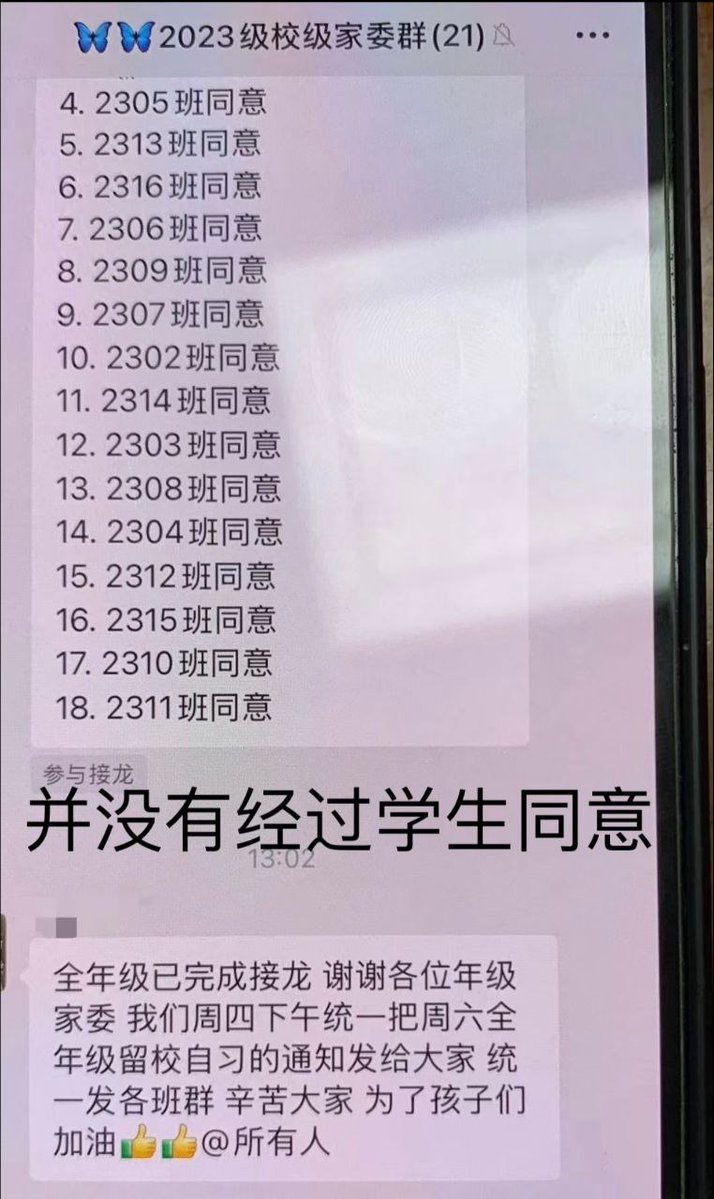 🦋🦋2023级校级家委群(21)
4. 2305班同意
5. 2313班同意
6. 2316班同意
7. 2306班同意
8. 2309班同意
9. 2307班同意
10. 2302班同意
11. 2314班同意
12. 2303班同意
13. 2308班同意
14. 2304班同意
15. 2312班同意
16. 2315班同意
17. 2310班同意
18. 2311班同意
参与接龙
并没有经过学生同意
13:02
全年级已完成接龙 谢谢各位年级
家委 我们周四下午统一把周六全
年级留校自习的通知发给大家 统
一发各班群 辛苦大家 为了孩子们
加油👍👍@所有人